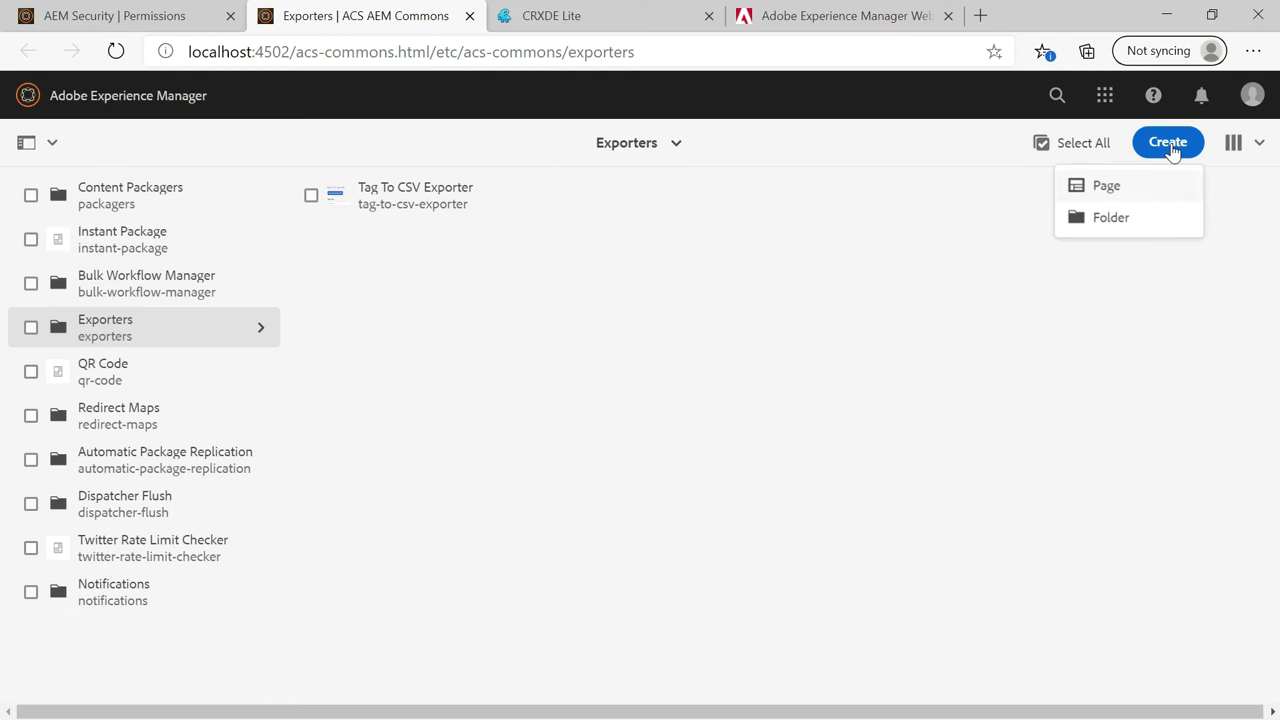 AEM Security | Permissions
Exporters | ACS AEM Commons
CRXDE Lite
Adobe Experience Manager Web
localhost:4502/acs-commons.html/etc/acs-commons/exporters
Not syncing
Adobe Experience Manager
Exporters
Select All
Create
Page
Folder
Content Packagers
packagers
Instant Package
instant-package
Bulk Workflow Manager
bulk-workflow-manager
Exporters
exporters
QR Code
qr-code
Redirect Maps
redirect-maps
Automatic Package Replication
automatic-package-replication
Dispatcher Flush
dispatcher-flush
Twitter Rate Limit Checker
twitter-rate-limit-checker
Notifications
notifications
Tag To CSV Exporter
tag-to-csv-exporter